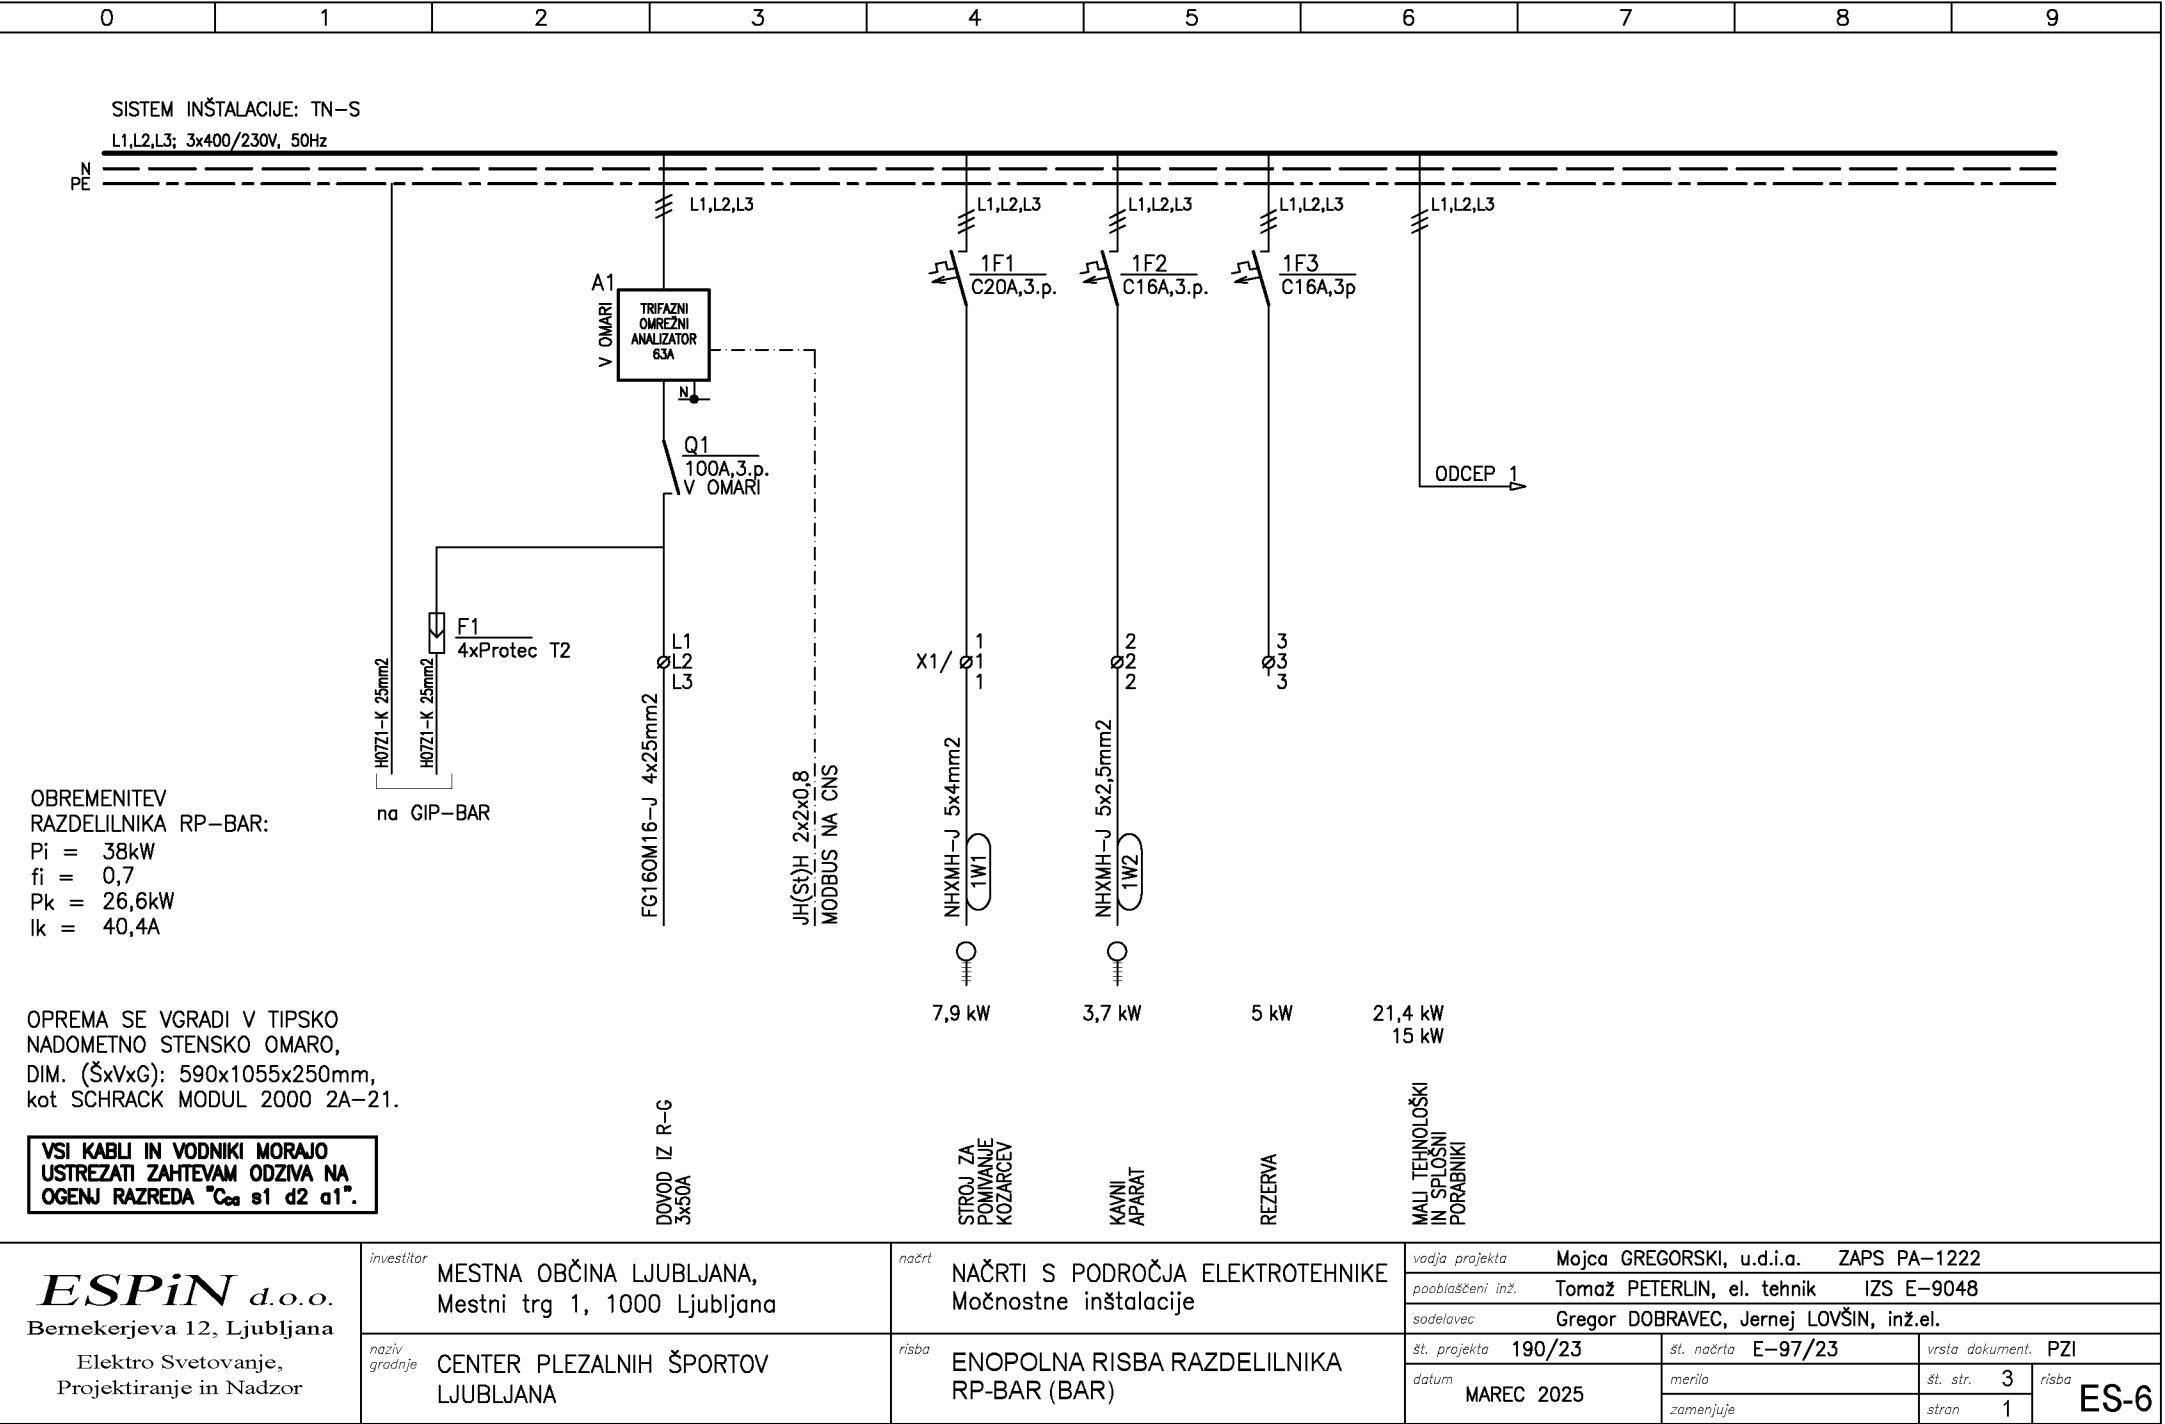 0 1 2 3 4 5 6 7 8 9
SISTEM INŠTALACIJE: TN-S
L1,L2,L3; 3x400/230V, 50Hz
N
PE
L1,L2,L3
L1,L2,L3
L1,L2,L3
L1,L2,L3
L1,L2,L3
A1
V OMARI
TRIFAZNI
OMREŽNI
ANALIZATOR
63A
N
1F1
C20A,3.p.
1F2
C16A,3.p.
1F3
C16A,3p
Q1
100A,3.p.
V OMARI
ODCEP 1
F1
4xProtec T2
L1
L2
L3
X1/
1
1
1
2
2
2
3
3
3
H07Z1-K 25mm2
H07Z1-K 25mm2
na GIP-BAR
FG16OM16-J 4x25mm2
JH(St)H 2x2x0,8
MODBUS NA CNS
NHXMH-J 5x4mm2
1W1
NHXMH-J 5x2,5mm2
1W2
OBREMENITEV
RAZDELILNIKA RP-BAR:
Pi = 38kW
fi = 0,7
Pk = 26,6kW
Ik = 40,4A
7,9 kW
3,7 kW
5 kW
21,4 kW
15 kW
OPREMA SE VGRADI V TIPSKO
NADOMETNO STENSKO OMARO,
DIM. (ŠxVxG): 590x1055x250mm,
kot SCHRACK MODUL 2000 2A-21.
VSI KABLI IN VODNIKI MORAJO
USTREZATI ZAHTEVAM ODZIVA NA
OGENJ RAZREDA "Cca s1 d2 a1".
DOVOD IZ R-G
3x50A
STROJ ZA
POMIVANJE
KOZARCEV
KAVNI
APARAT
REZERVA
MALI TEHNOLOŠKI
IN SPLOŠNI
PORABNIKI
ESPiN d.o.o.
Bernekerjeva 12, Ljubljana
Elektro Svetovanje,
Projektiranje in Nadzor
investitor
MESTNA OBČINA LJUBLJANA,
Mestni trg 1, 1000 Ljubljana
naziv
gradnje
CENTER PLEZALNIH ŠPORTOV
LJUBLJANA
načrt
NAČRTI S PODROČJA ELEKTROTEHNIKE
Močnostne inštalacije
risba
ENOPOLNA RISBA RAZDELILNIKA
RP-BAR (BAR)
vodja projekta Mojca GREGORSKI, u.d.i.a. ZAPS PA-1222
pooblaščeni inž. Tomaž PETERLIN, el. tehnik IZS E-9048
sodelavec Gregor DOBRAVEC, Jernej LOVŠIN, inž.el.
št. projekta 190/23
št. načrta E-97/23
vrsta dokument. PZI
datum MAREC 2025
merilo
zamenjuje
št. str. 3
stran 1
risba ES-6